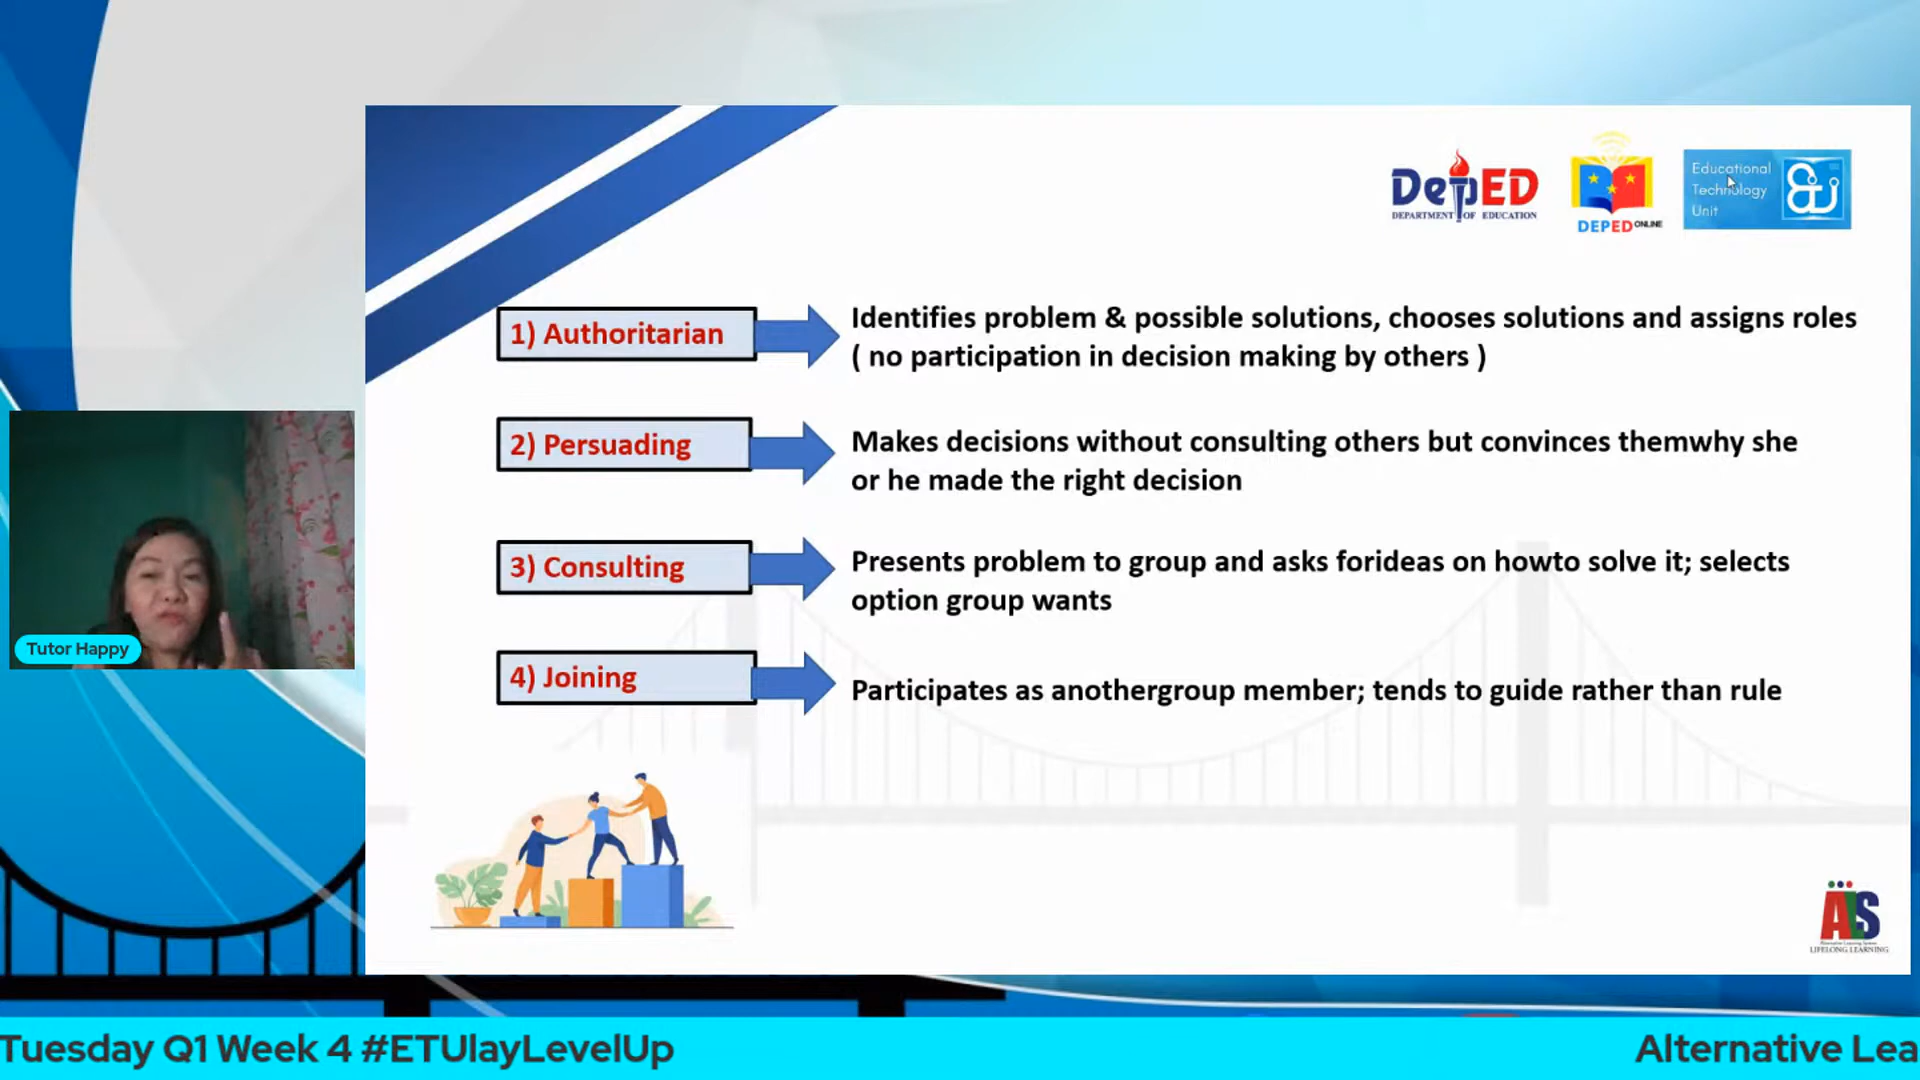 DepED
DEPARTMENT OF EDUCATION
DEPED ONLINE
Educational
Technology
Unit
1) Authoritarian
Identifies problem & possible solutions, chooses solutions and assigns roles
( no participation in decision making by others )
2) Persuading
Makes decisions without consulting others but convinces themwhy she
or he made the right decision
3) Consulting
Presents problem to group and asks forideas on howto solve it; selects
option group wants
4) Joining
Participates as anothergroup member; tends to guide rather than rule
Tutor Happy
ALS
Alternative Learning System
LIFELONG LEARNING
Tuesday Q1 Week 4 #ETUlayLevelUp
Alternative Lea